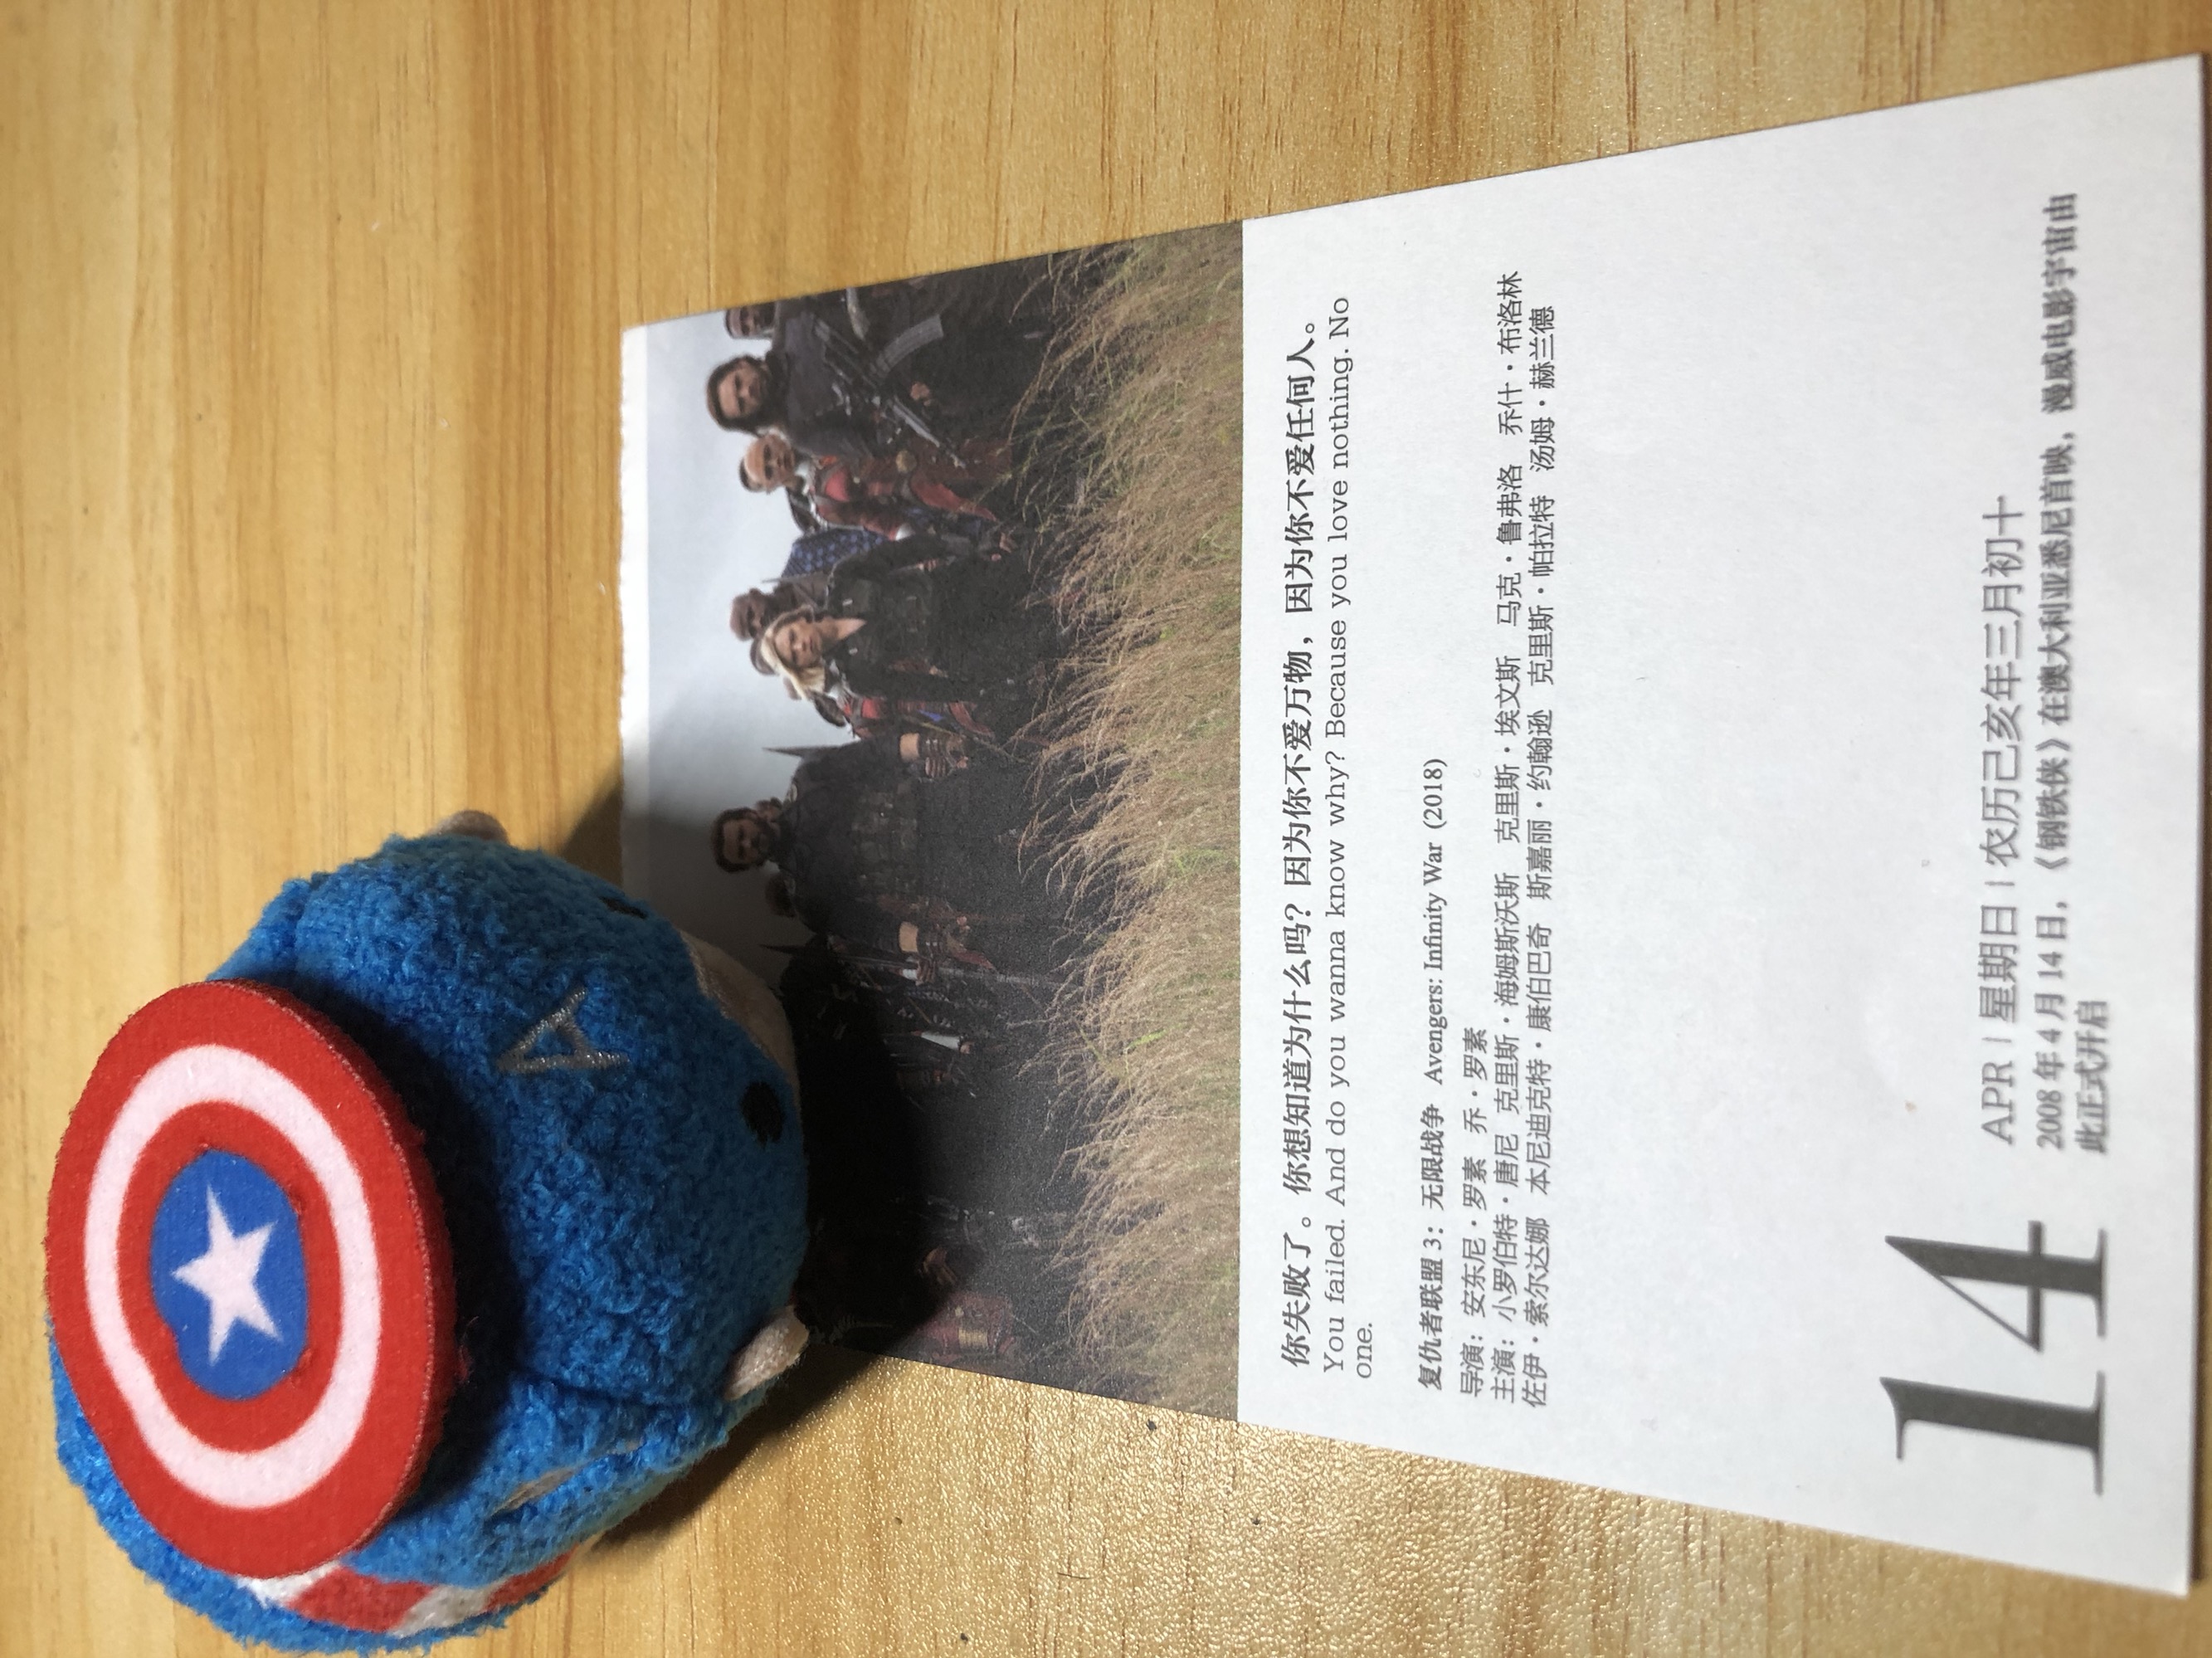 A
你失败了。你想知道为什么吗？因为你不爱万物，因为你不爱任何人。
You failed. And do you wanna know why? Because you love nothing. No
one.
复仇者联盟 3：无限战争 Avengers: Infinity War (2018)
导演：安东尼·罗素 乔·罗素
主演：小罗伯特·唐尼 克里斯·海姆斯沃斯 克里斯·埃文斯 马克·鲁弗洛 乔什·布洛林
佐伊·索尔达娜 本尼迪克特·康伯巴奇 斯嘉丽·约翰逊 克里斯·帕拉特 汤姆·赫兰德
14
APR | 星期日 | 农历己亥年三月初十
2008 年 4 月 14 日，《钢铁侠》在澳大利亚悉尼首映，漫威电影宇宙由
此正式开启